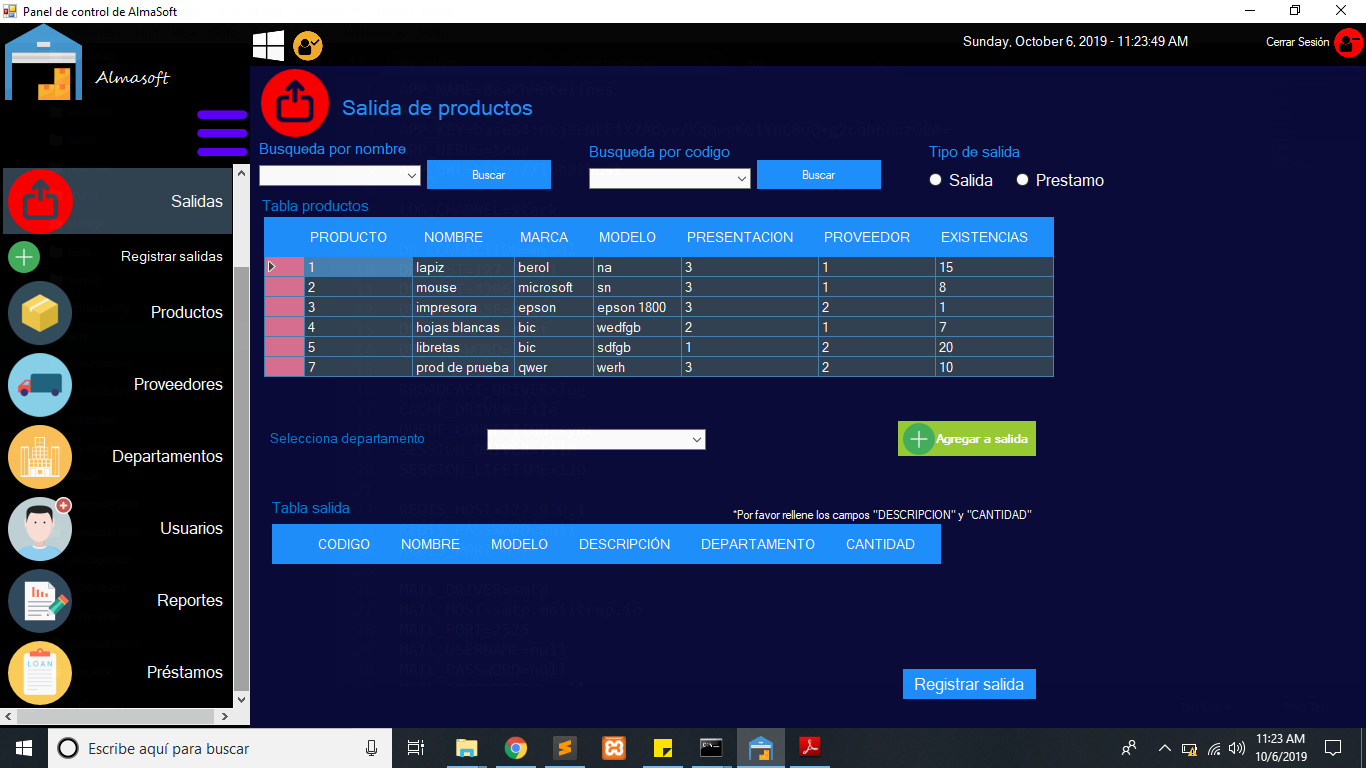 Panel de control de AlmaSoft
Almasoft
Sunday, October 6, 2019 - 11:23:49 AM
Cerrar Sesión
Salida de productos
Busqueda por nombre
Buscar
Busqueda por codigo
Buscar
Tipo de salida
Salida
Prestamo
Salidas
Registrar salidas
Productos
Proveedores
Departamentos
Usuarios
Reportes
LOAN
Préstamos
Tabla productos
PRODUCTO NOMBRE MARCA MODELO PRESENTACION PROVEEDOR EXISTENCIAS
1 lapiz berol na 3 1 15
2 mouse microsoft sn 3 1 8
3 impresora epson epson 1800 3 2 1
4 hojas blancas bic wedfgb 2 1 7
5 libretas bic sdfgb 1 2 20
7 prod de prueba qwer werh 3 2 10
Selecciona departamento
Agregar a salida
Tabla salida
*Por favor rellene los campos "DESCRIPCION" y "CANTIDAD"
CODIGO NOMBRE MODELO DESCRIPCIÓN DEPARTAMENTO CANTIDAD
MAIL_PORT=2525
MAIL_USERNAME=null
MAIL_PASSWORD=null
Registrar salida
Escribe aquí para buscar
11:23 AM
10/6/2019